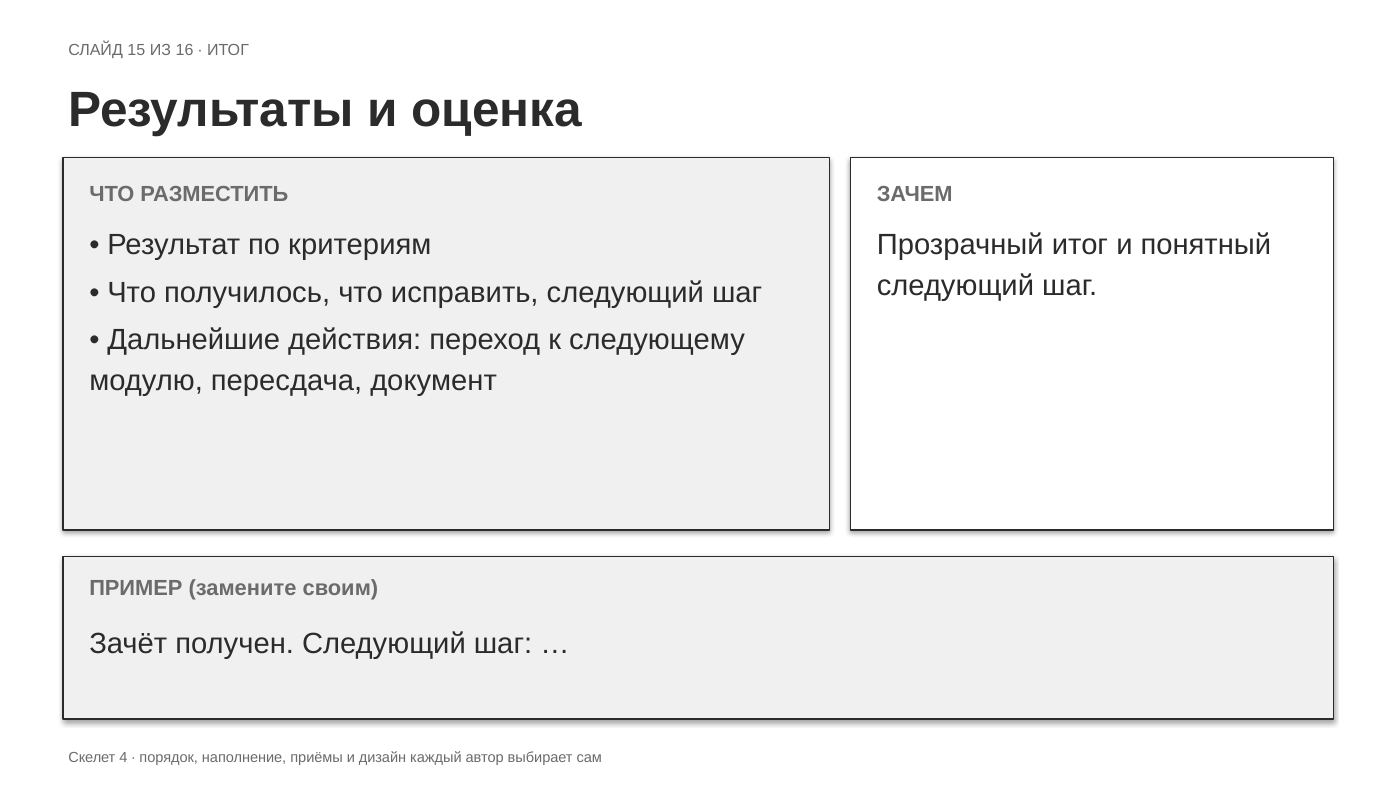 СЛАЙД 15 ИЗ 16 · ИТОГ
Результаты и оценка
ЧТО РАЗМЕСТИТЬ
• Результат по критериям
• Что получилось, что исправить, следующий шаг
• Дальнейшие действия: переход к следующему
модулю, пересдача, документ
ЗАЧЕМ
Прозрачный итог и понятный
следующий шаг.
ПРИМЕР (замените своим)
Зачёт получен. Следующий шаг: …
Скелет 4 · порядок, наполнение, приёмы и дизайн каждый автор выбирает сам